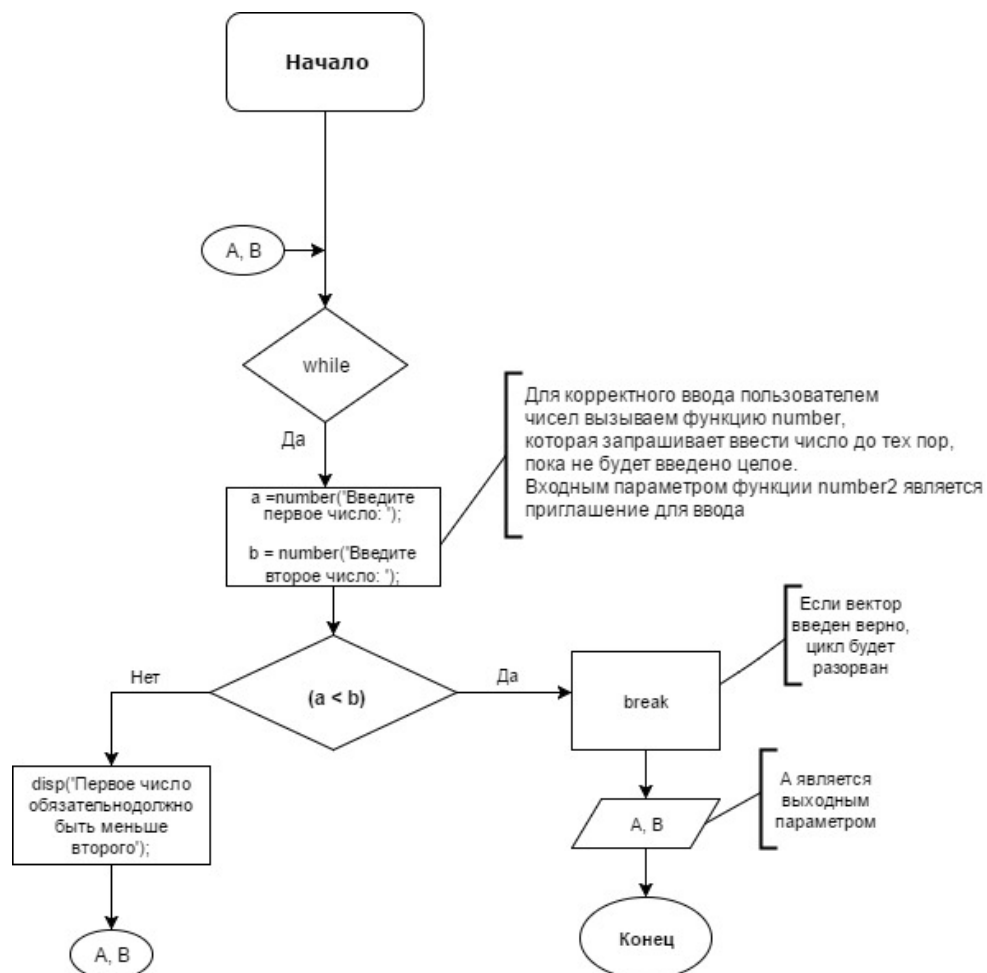 Начало
A, B
while
Да
Для корректного ввода пользователем
чисел вызываем функцию number,
которая запрашивает ввести число до тех пор,
пока не будет введено целое.
Входным параметром функции number2 является
приглашение для ввода
a =number('Введите
первое число: ');
b = number('Введите
второе число: ');
Если вектор
введен верно,
цикл будет
разорван
Нет
(a < b)
Да
break
disp('Первое число
обязательнодолжно
быть меньше
второго');
А является
выходным
параметром
A, B
Конец
A, B